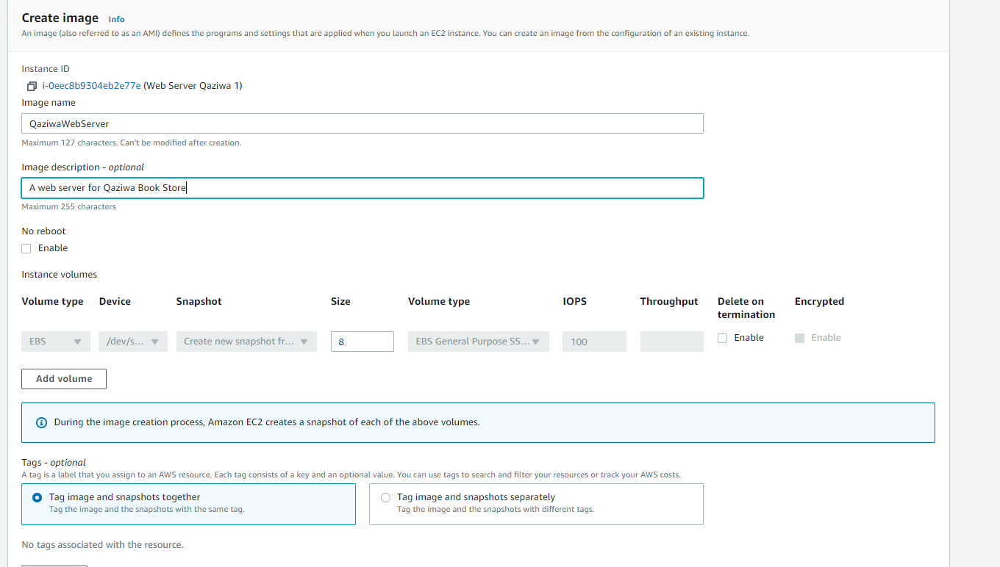 Create image Info
An image (also referred to as an AMI) defines the programs and settings that are applied when you launch an EC2 instance. You can create an image from the configuration of an existing instance.
Instance ID
i-0eec8b9304eb2e77e (Web Server Qaziwa 1)
Image name
QaziwaWebServer
Maximum 127 characters. Can't be modified after creation.
Image description - optional
A web server for Qaziwa Book Store
Maximum 255 characters
No reboot
Enable
Instance volumes
Volume type Device Snapshot Size Volume type IOPS Throughput Delete on termination Encrypted
EBS /dev/s... Create new snapshot fr... 8 EBS General Purpose SS... 100 Enable Enable
Add volume
During the image creation process, Amazon EC2 creates a snapshot of each of the above volumes.
Tags - optional
A tag is a label that you assign to an AWS resource. Each tag consists of a key and an optional value. You can use tags to search and filter your resources or track your AWS costs.
Tag image and snapshots together Tag image and snapshots separately
Tag the image and the snapshots with the same tag. Tag the image and the snapshots with different tags.
No tags associated with the resource.